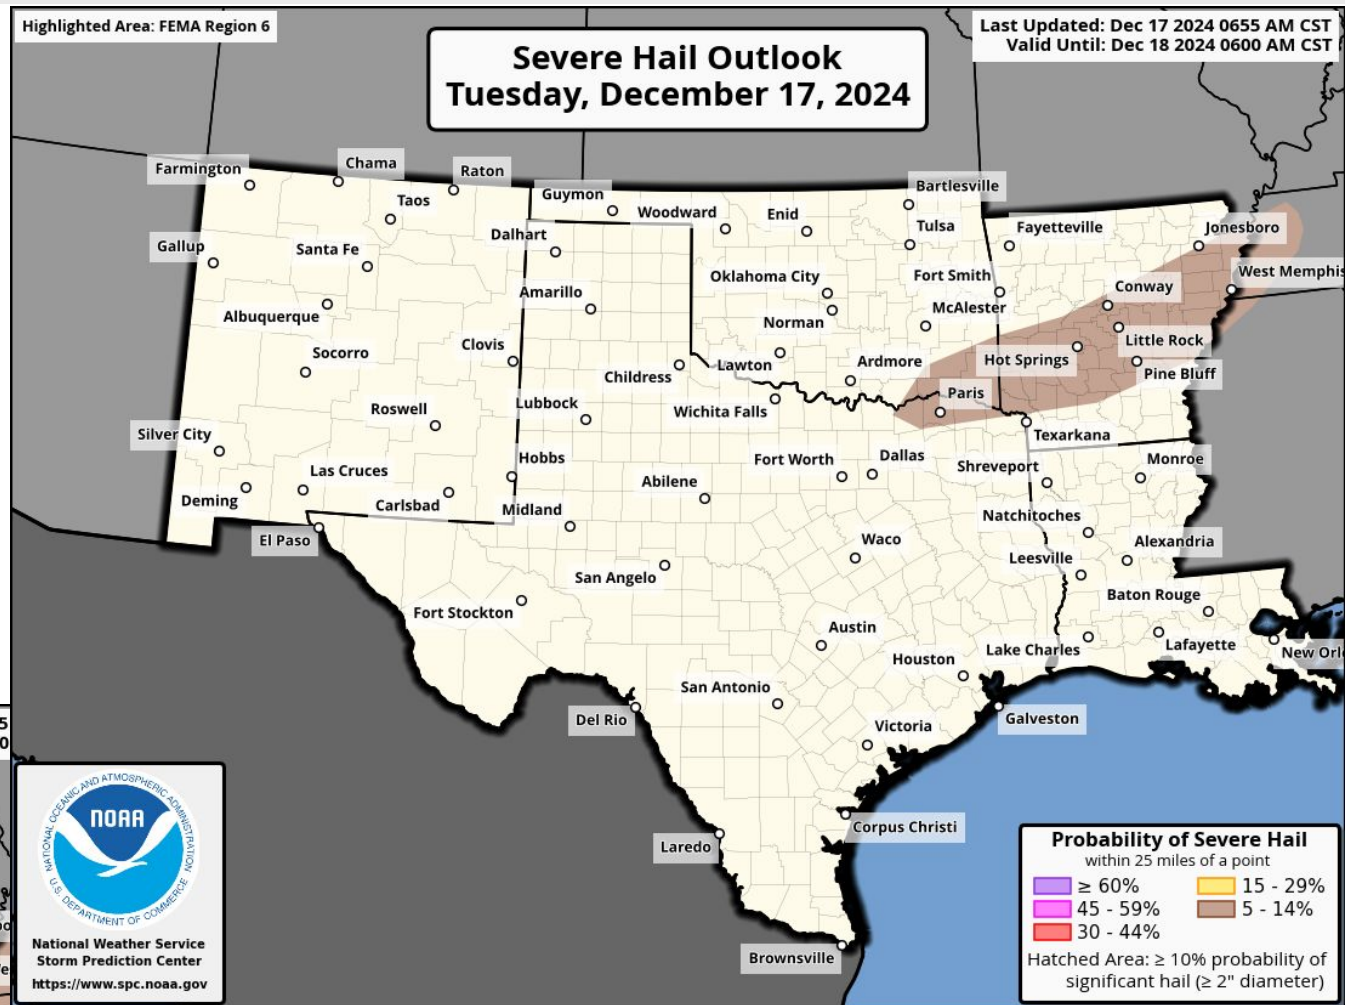 Highlighted Area: FEMA Region 6
Severe Hail Outlook
Tuesday, December 17, 2024
Last Updated: Dec 17 2024 0655 AM CST
Valid Until: Dec 18 2024 0600 AM CST
Farmington
Chama
Raton
Taos
Guymon
Woodward
Enid
Bartlesville
Tulsa
Fayetteville
Jonesboro
Gallup
Santa Fe
Dalhart
Oklahoma City
Fort Smith
West Memphis
Amarillo
Conway
Albuquerque
Norman
McAlester
Socorro
Clovis
Little Rock
Childress
Lawton
Ardmore
Hot Springs
Pine Bluff
Roswell
Lubbock
Wichita Falls
Paris
Silver City
Texarkana
Las Cruces
Hobbs
Fort Worth
Dallas
Shreveport
Monroe
Deming
Carlsbad
Midland
Abilene
Natchitoches
El Paso
Waco
Alexandria
San Angelo
Leesville
Fort Stockton
Baton Rouge
Austin
Lake Charles
Lafayette
New Orl
Houston
San Antonio
Del Rio
Galveston
Victoria
Corpus Christi
Laredo
Brownsville
5
0
NATIONAL OCEANIC AND ATMOSPHERIC ADMINISTRATION
NOAA
U.S. DEPARTMENT OF COMMERCE
National Weather Service
Storm Prediction Center
https://www.spc.noaa.gov
Probability of Severe Hail
within 25 miles of a point
≥ 60% 15 - 29%
45 - 59% 5 - 14%
30 - 44%
Hatched Area: ≥ 10% probability of
significant hail (≥ 2" diameter)